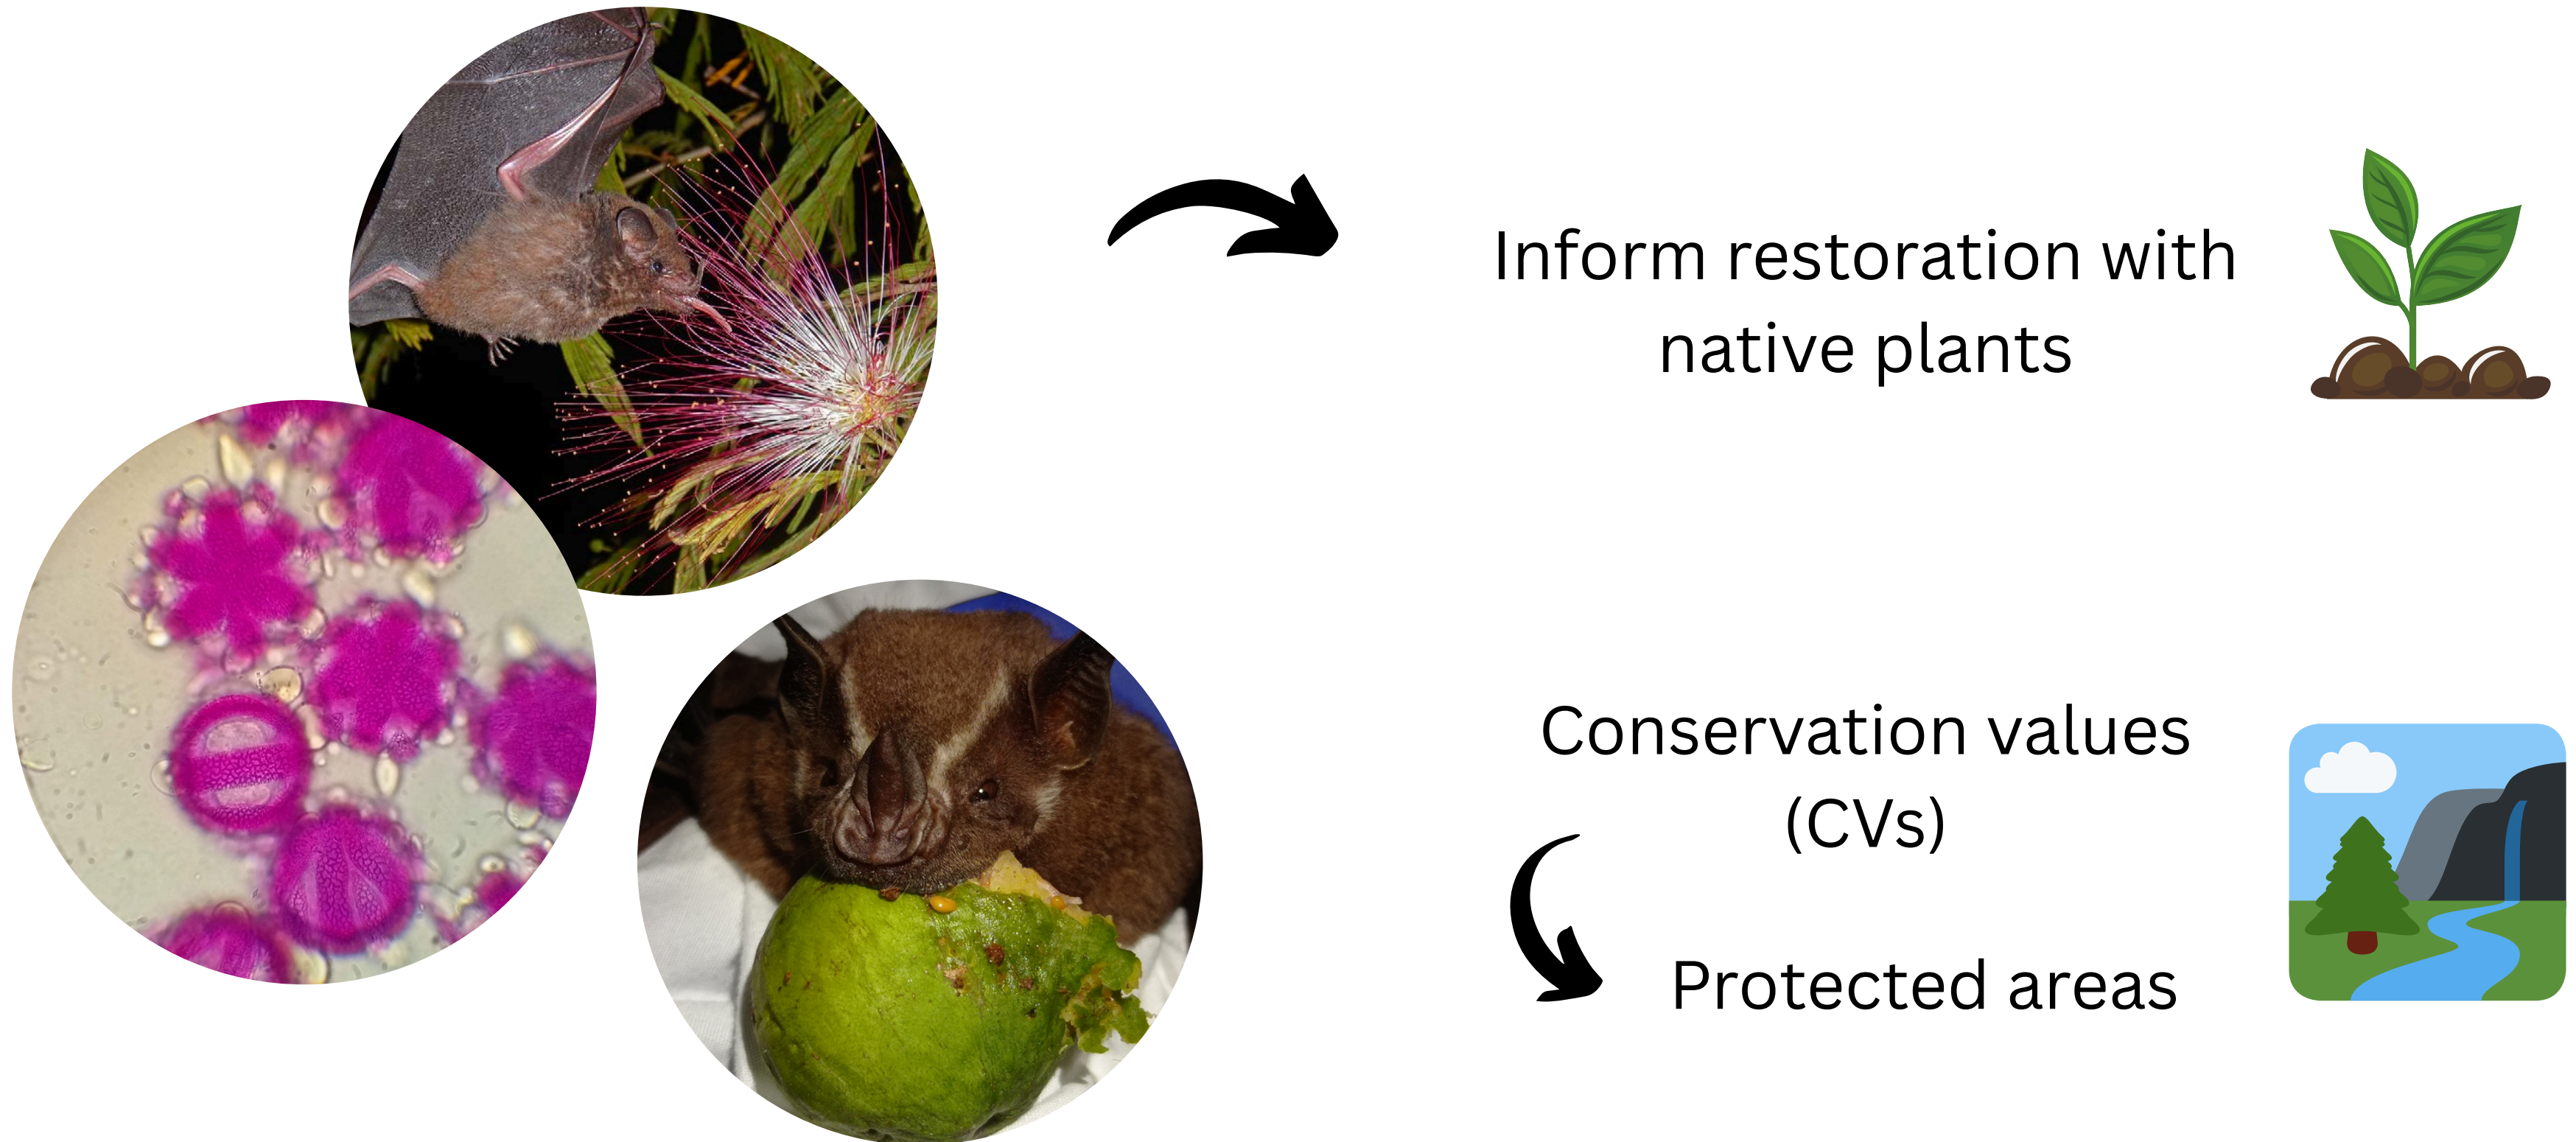 Inform restoration with
native plants
Conservation values
(CVs)
Protected areas